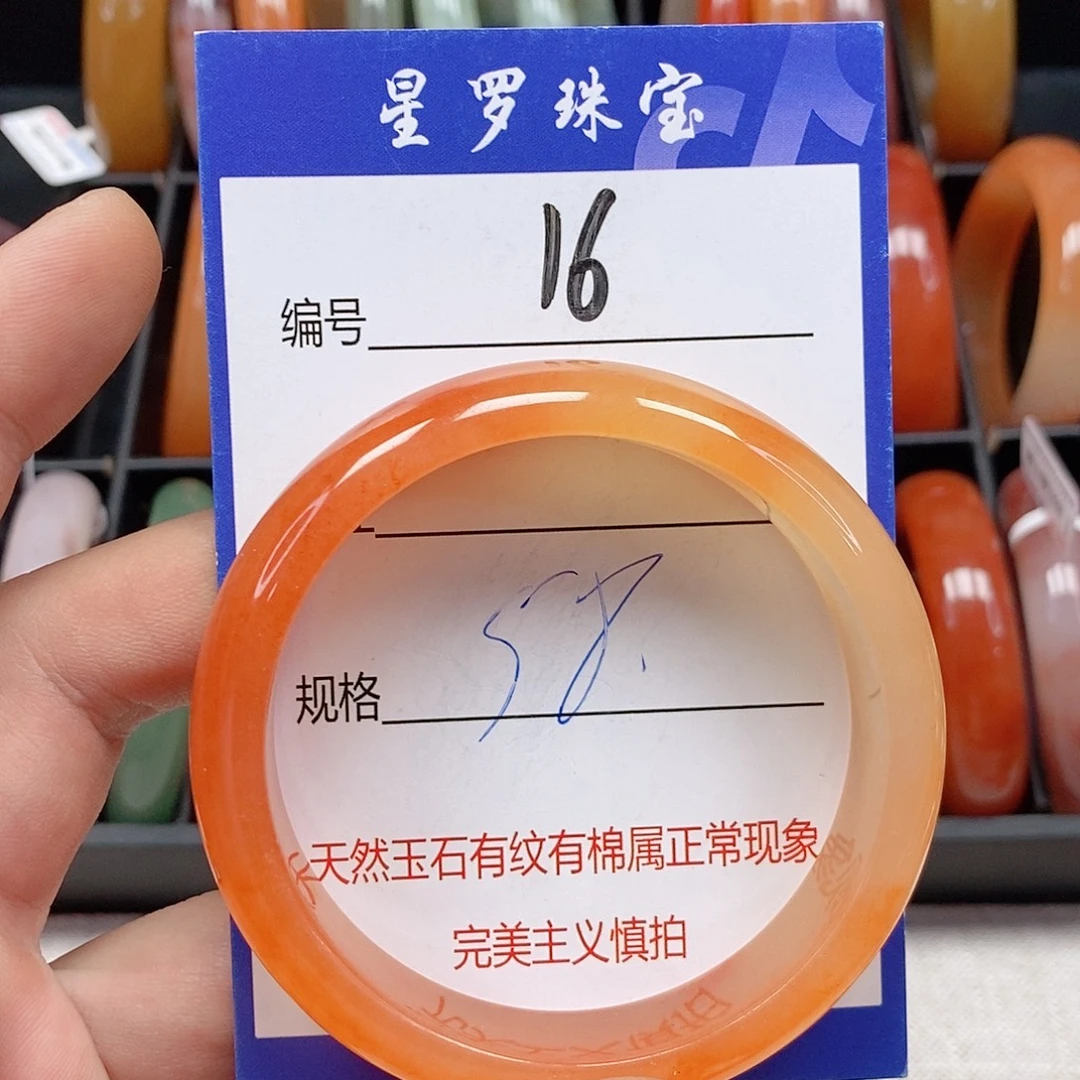 星罗珠宝
编号 16
规格 58.
天然玉石有纹有棉属正常现象
完美主义慎拍